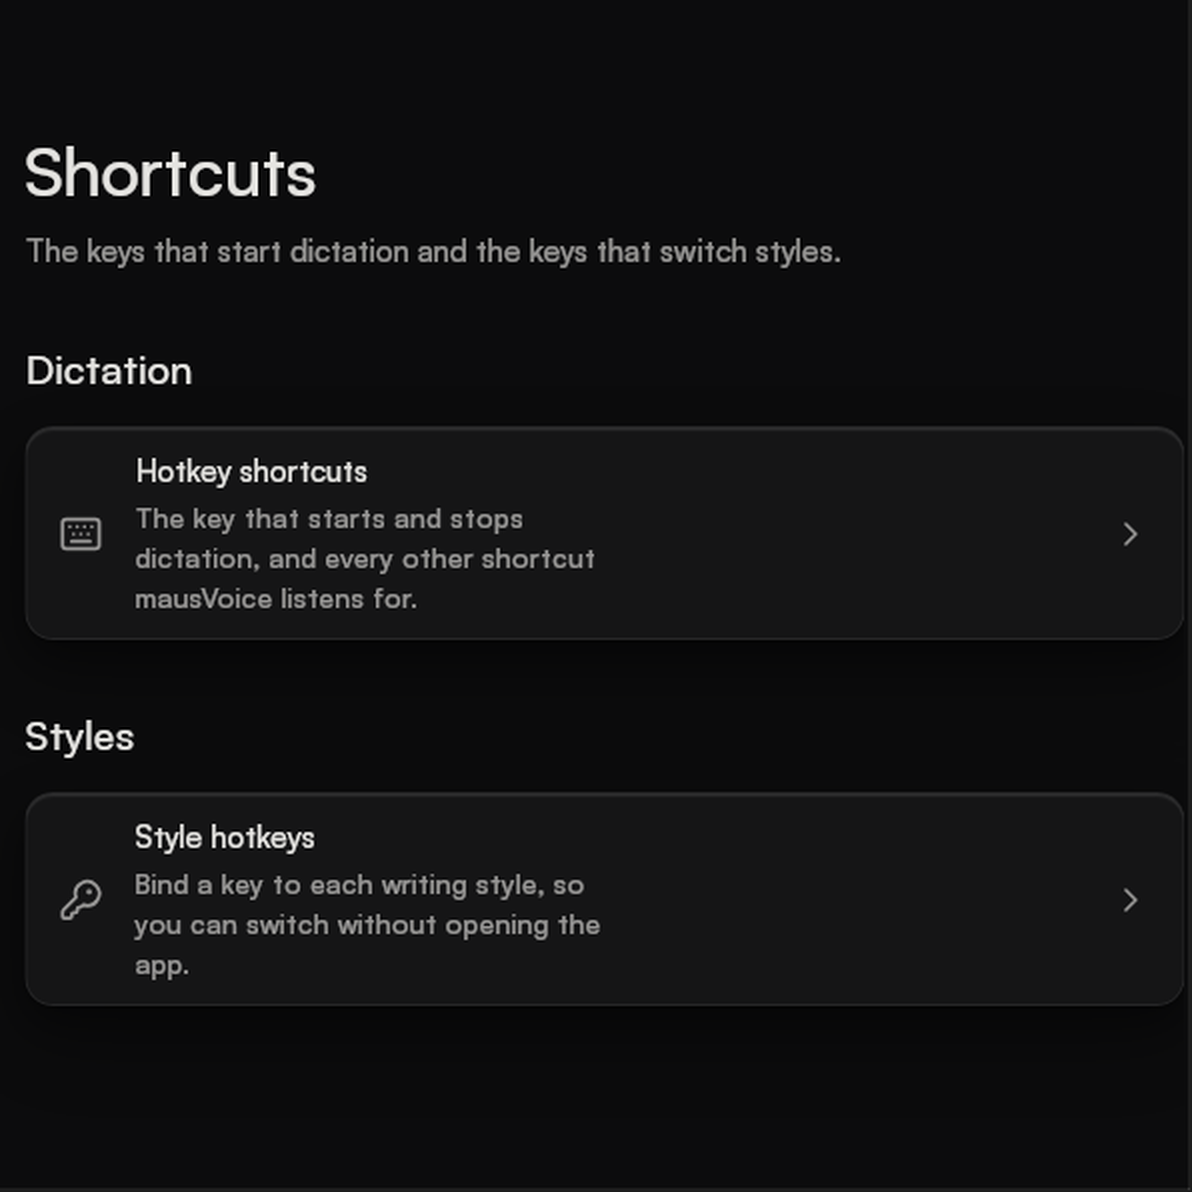 Shortcuts
The keys that start dictation and the keys that switch styles.
Dictation
Hotkey shortcuts
The key that starts and stops
dictation, and every other shortcut
mausVoice listens for.
Styles
Style hotkeys
Bind a key to each writing style, so
you can switch without opening the
app.